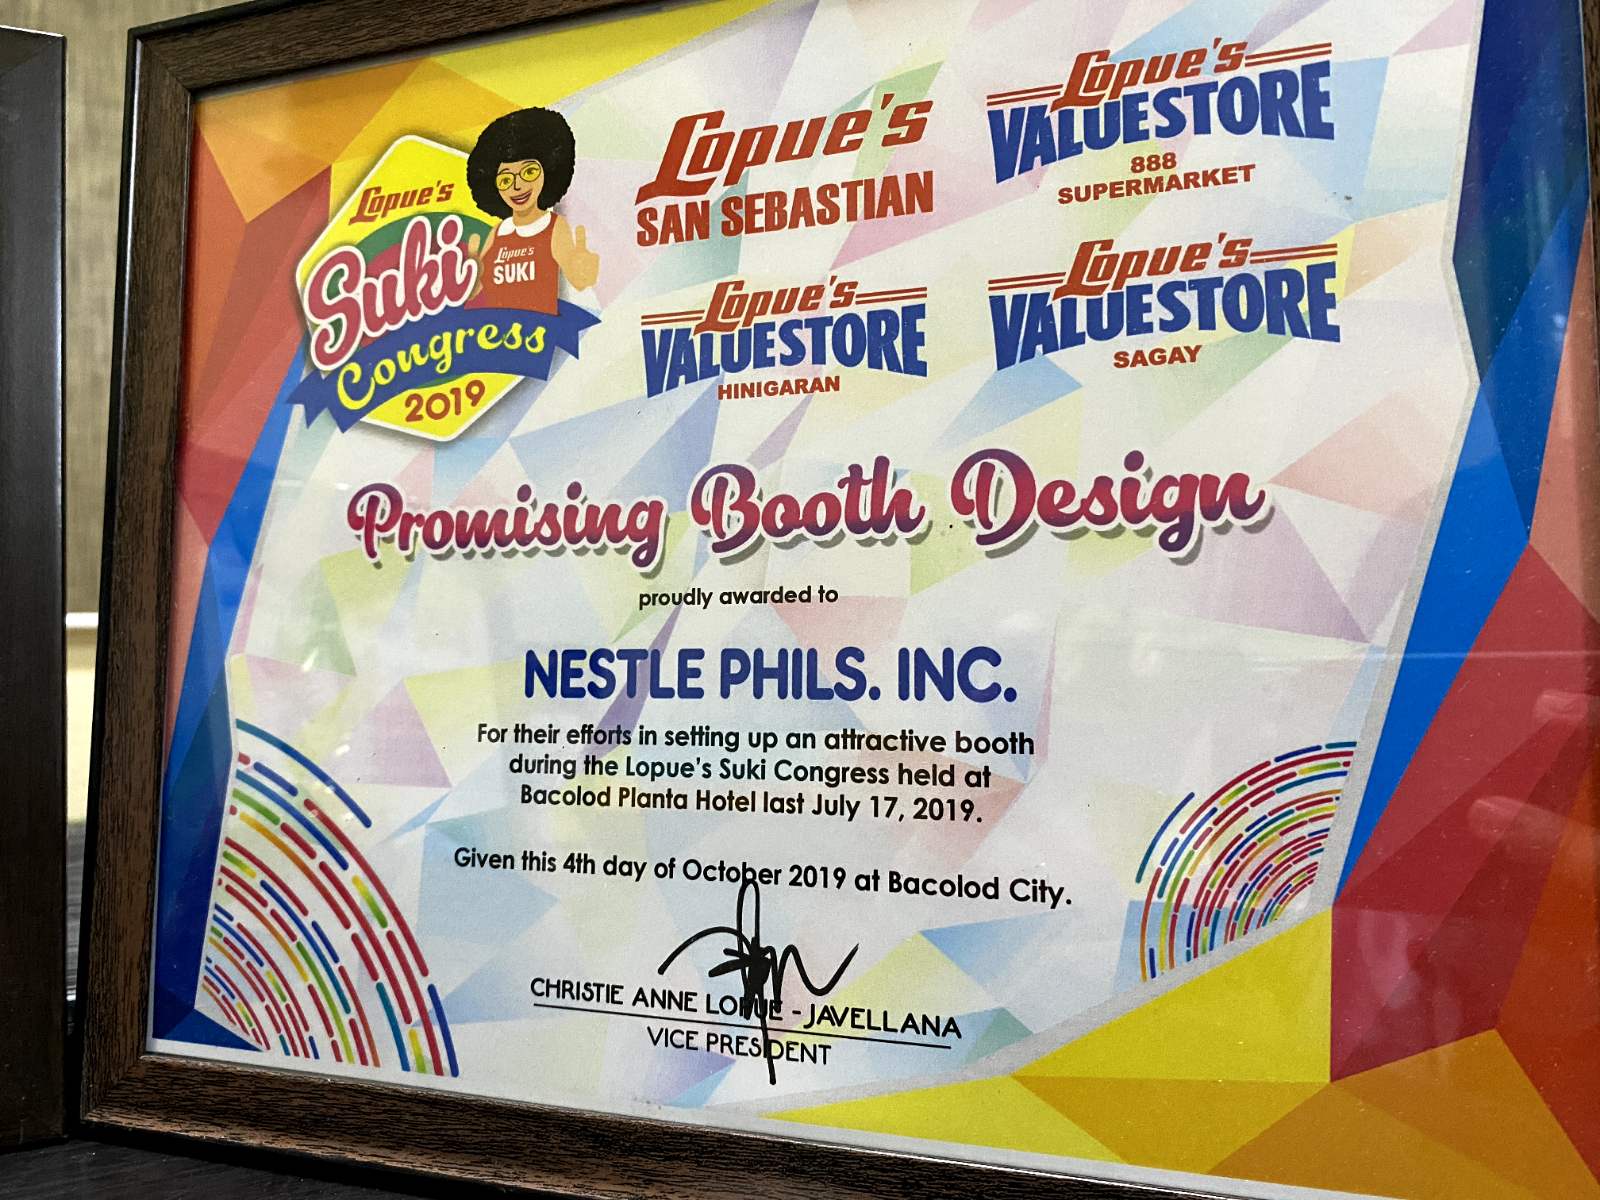 Lopue's
Suki
Congress
2019
Lopue's
SUKI
Lopue's
SAN SEBASTIAN
Lopue's
VALUESTORE
888
SUPERMARKET
Lopue's
VALUESTORE
HINIGARAN
Lopue's
VALUESTORE
SAGAY
Promising Booth Design
proudly awarded to
NESTLE PHILS. INC.
For their efforts in setting up an attractive booth
during the Lopue's Suki Congress held at
Bacolod Planta Hotel last July 17, 2019.
Given this 4th day of October 2019 at Bacolod City.
CHRISTIE ANNE LOPUE - JAVELLANA
VICE PRESIDENT